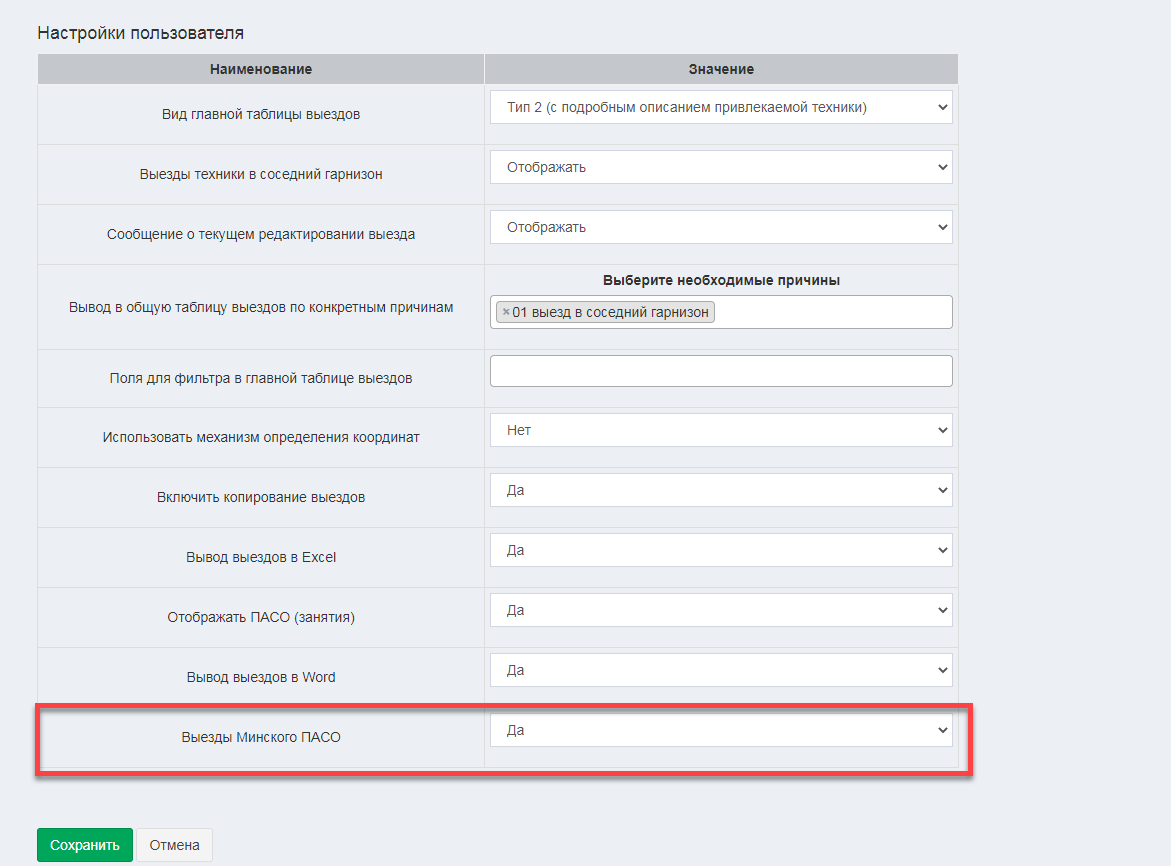 Настройки пользователя
Наименование Значение
Вид главной таблицы выездов Тип 2 (с подробным описанием привлекаемой техники)
Выезды техники в соседний гарнизон Отображать
Сообщение о текущем редактировании выезда Отображать
Выберите необходимые причины
Вывод в общую таблицу выездов по конкретным причинам ×01 выезд в соседний гарнизон
Поля для фильтра в главной таблице выездов
Использовать механизм определения координат Нет
Включить копирование выездов Да
Вывод выездов в Excel Да
Отображать ПАСО (занятия) Да
Вывод выездов в Word Да
Выезды Минского ПАСО Да
Сохранить Отмена